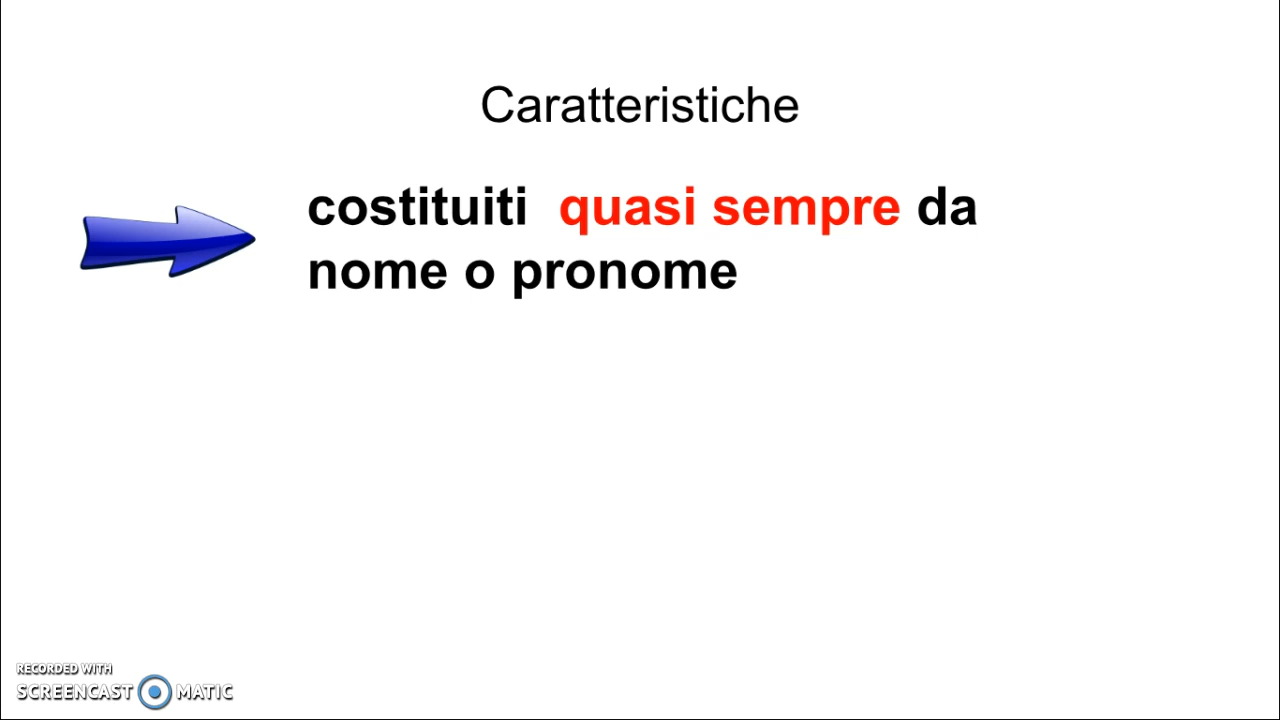 Caratteristiche
costituiti quasi sempre da
nome o pronome
RECORDED WITH
SCREENCAST MATIC